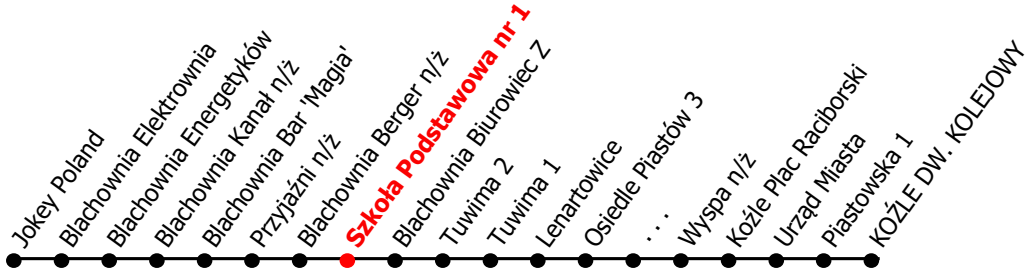 Jokey Poland
Blachownia Elektrownia
Blachownia Energetyków
Blachownia Kanał n/ż
Blachownia Bar 'Magia'
Przyjaźni n/ż
Blachownia Berger n/ż
Szkoła Podstawowa nr 1
Blachownia Biurowiec Z
Tuwima 2
Tuwima 1
Lenartowice
Osiedle Piastów 3
. . .
Wyspa n/ż
Koźle Plac Raciborski
Urząd Miasta
Piastowska 1
KOŹLE DW. KOLEJOWY